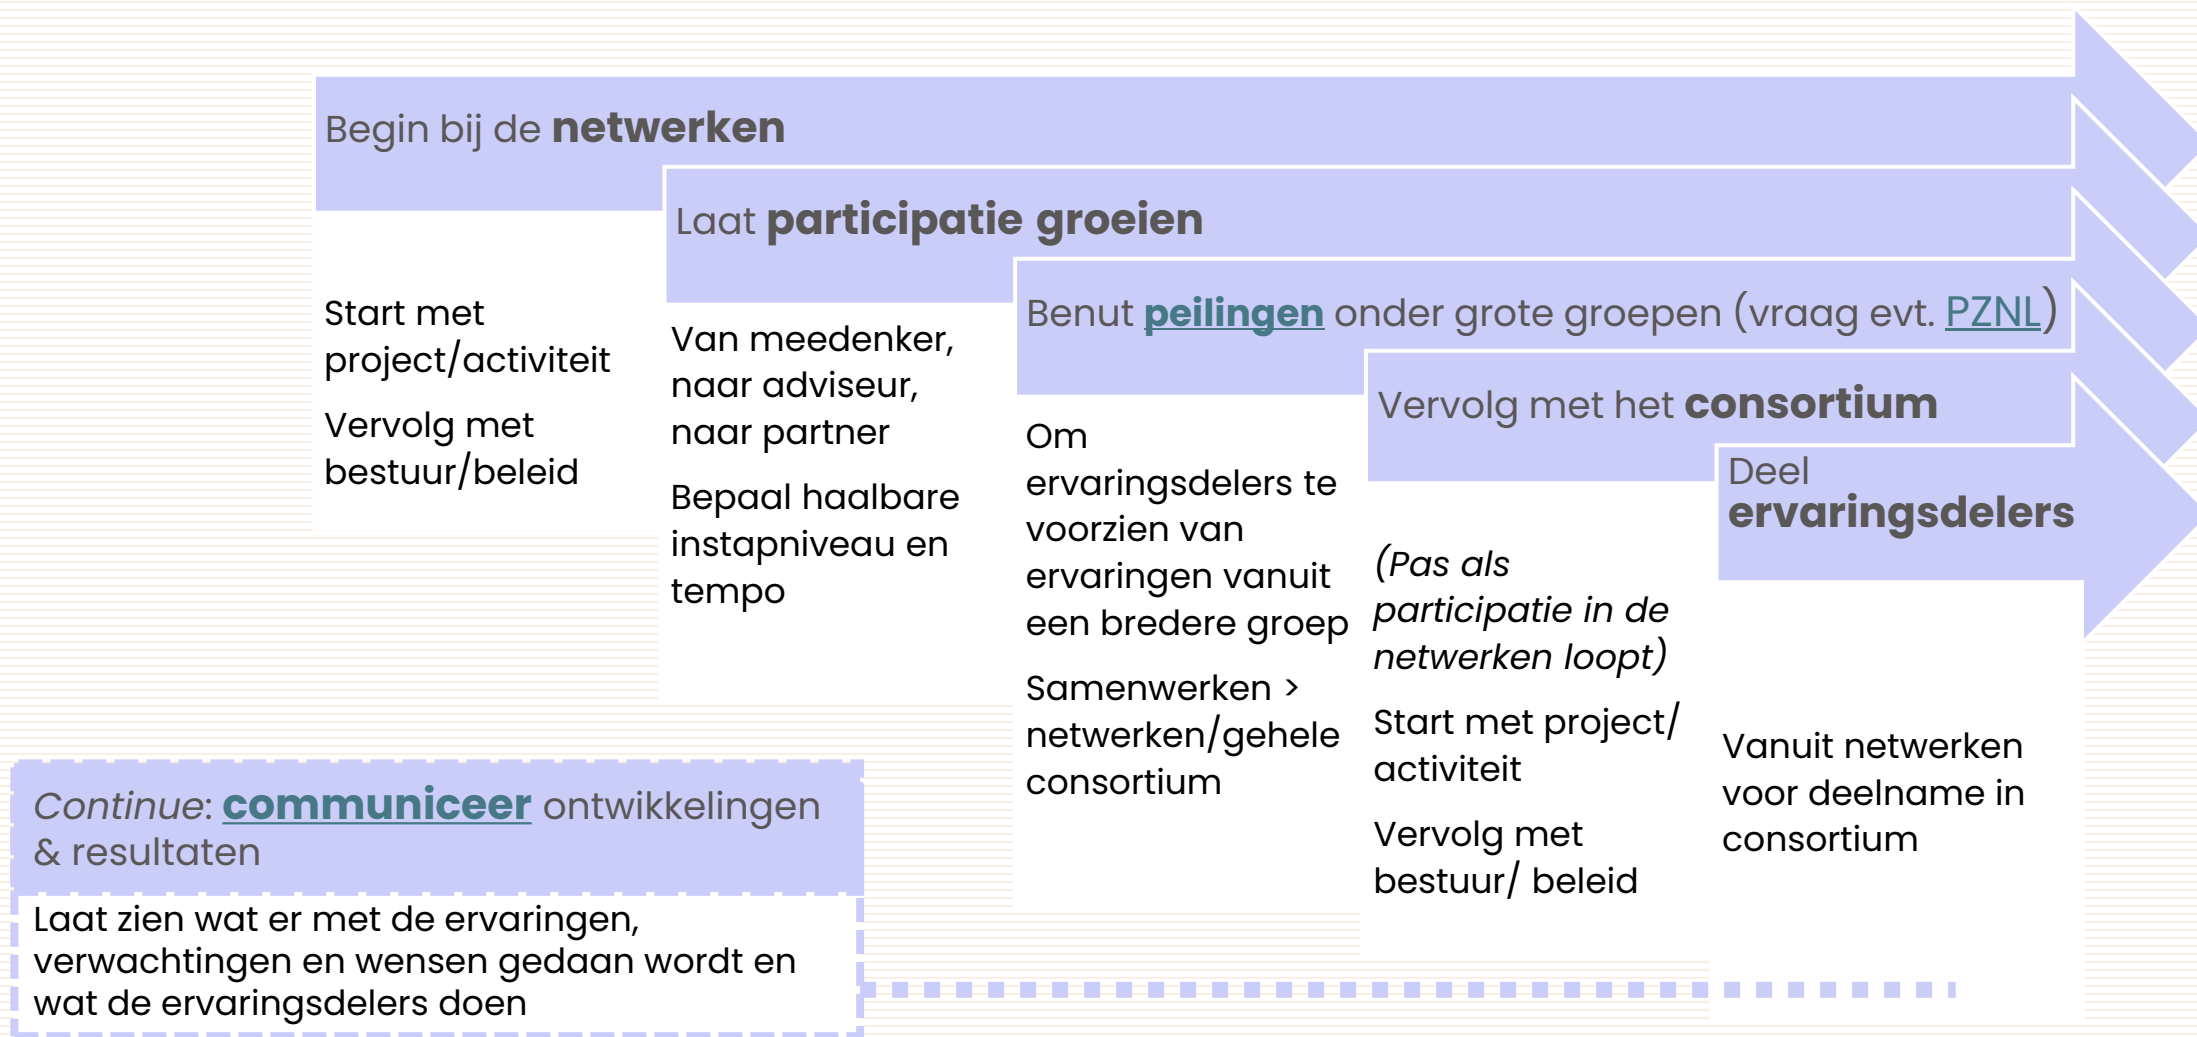 Begin bij de netwerken
Start met
project/activiteit
Vervolg met
bestuur/beleid
Laat participatie groeien
Van meedenker,
naar adviseur,
naar partner
Bepaal haalbare
instapniveau en
tempo
Benut peilingen onder grote groepen (vraag evt. PZNL)
Om
ervaringsdelers te
voorzien van
ervaringen vanuit
een bredere groep
Samenwerken >
netwerken/gehele
consortium
Vervolg met het consortium
(Pas als
participatie in de
netwerken loopt)
Start met project/
activiteit
Vervolg met
bestuur/ beleid
Deel
ervaringsdelers
Vanuit netwerken
voor deelname in
consortium
Continue: communiceer ontwikkelingen
& resultaten
Laat zien wat er met de ervaringen,
verwachtingen en wensen gedaan wordt en
wat de ervaringsdelers doen